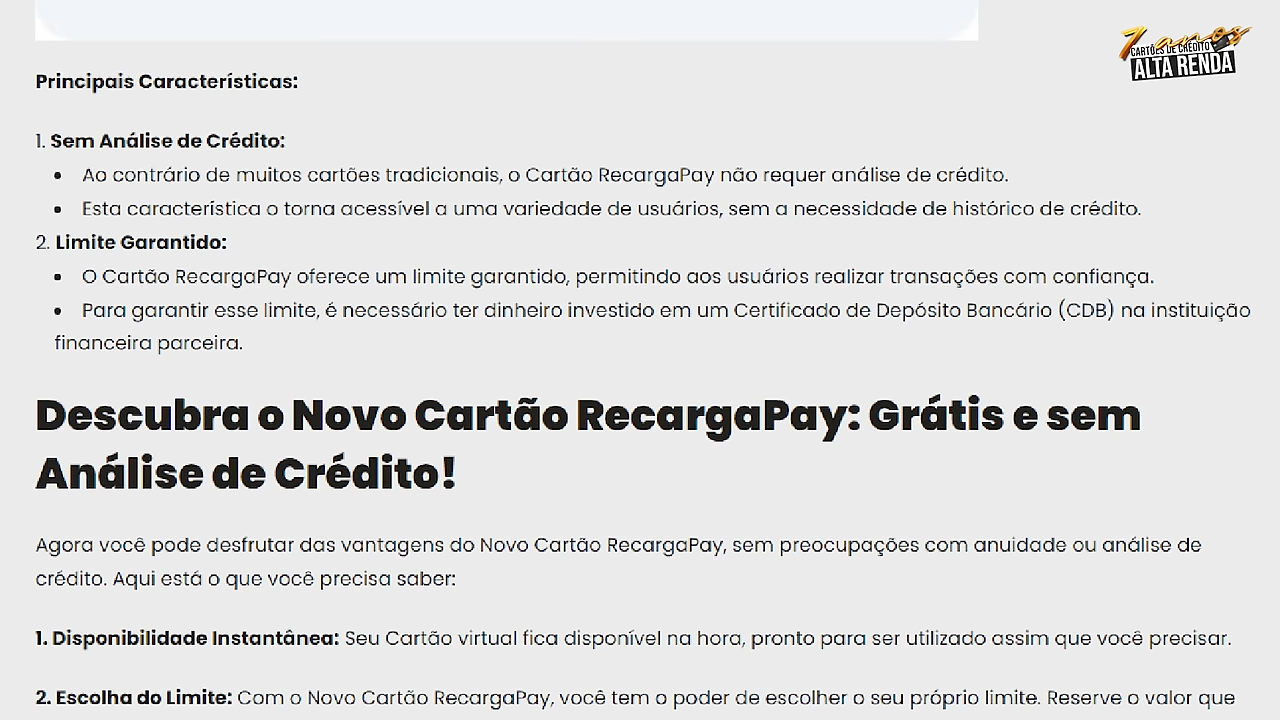 7 anos
CARTÕES DE CRÉDITO
ALTA RENDA
Principais Características:
1. Sem Análise de Crédito:
• Ao contrário de muitos cartões tradicionais, o Cartão RecargaPay não requer análise de crédito.
• Esta característica o torna acessível a uma variedade de usuários, sem a necessidade de histórico de crédito.
2. Limite Garantido:
• O Cartão RecargaPay oferece um limite garantido, permitindo aos usuários realizar transações com confiança.
• Para garantir esse limite, é necessário ter dinheiro investido em um Certificado de Depósito Bancário (CDB) na instituição
financeira parceira.
Descubra o Novo Cartão RecargaPay: Grátis e sem
Análise de Crédito!
Agora você pode desfrutar das vantagens do Novo Cartão RecargaPay, sem preocupações com anuidade ou análise de
crédito. Aqui está o que você precisa saber:
1. Disponibilidade Instantânea: Seu Cartão virtual fica disponível na hora, pronto para ser utilizado assim que você precisar.
2. Escolha do Limite: Com o Novo Cartão RecargaPay, você tem o poder de escolher o seu próprio limite. Reserve o valor que